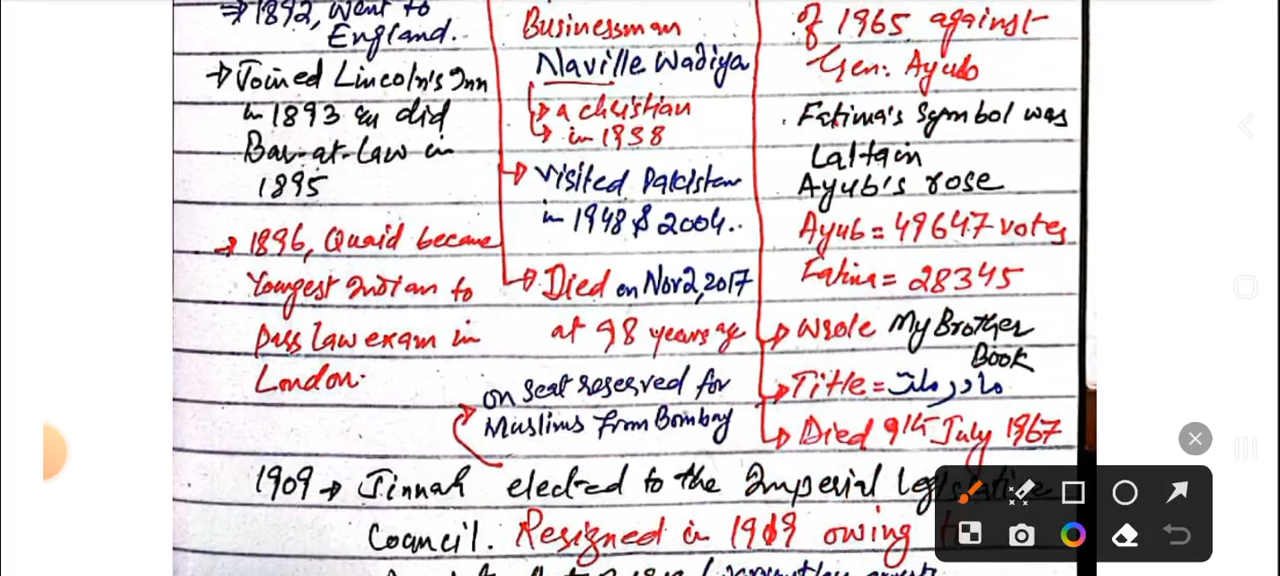 ⇒ 1892, went to
England.
→ Joined Lincoln's Inn
in 1893 & did
Bar-at-Law in
1895
→ 1896, Quaid became
Youngest Indian to
pass law exam in
London.
Businessman
Naville Wadiya
→ a christian
→ in 1938
→ Visited Pakistan
in 1948 & 2004..
→ Died on Nov 2, 2017
at 98 years age
of 1965 against
Gen: Ayub
Fatima's Symbol was
Laltain
Ayub's rose
Ayub = 49647 votes
Fatima = 28345
→ wrote My Brother
Book
→ Title = مادر ملت
→ Died 9th July 1967
on seat reserved for
Muslims from Bombay
1909 → Jinnah elected to the Imperial Legislative
Council. Resigned in 1919 owing